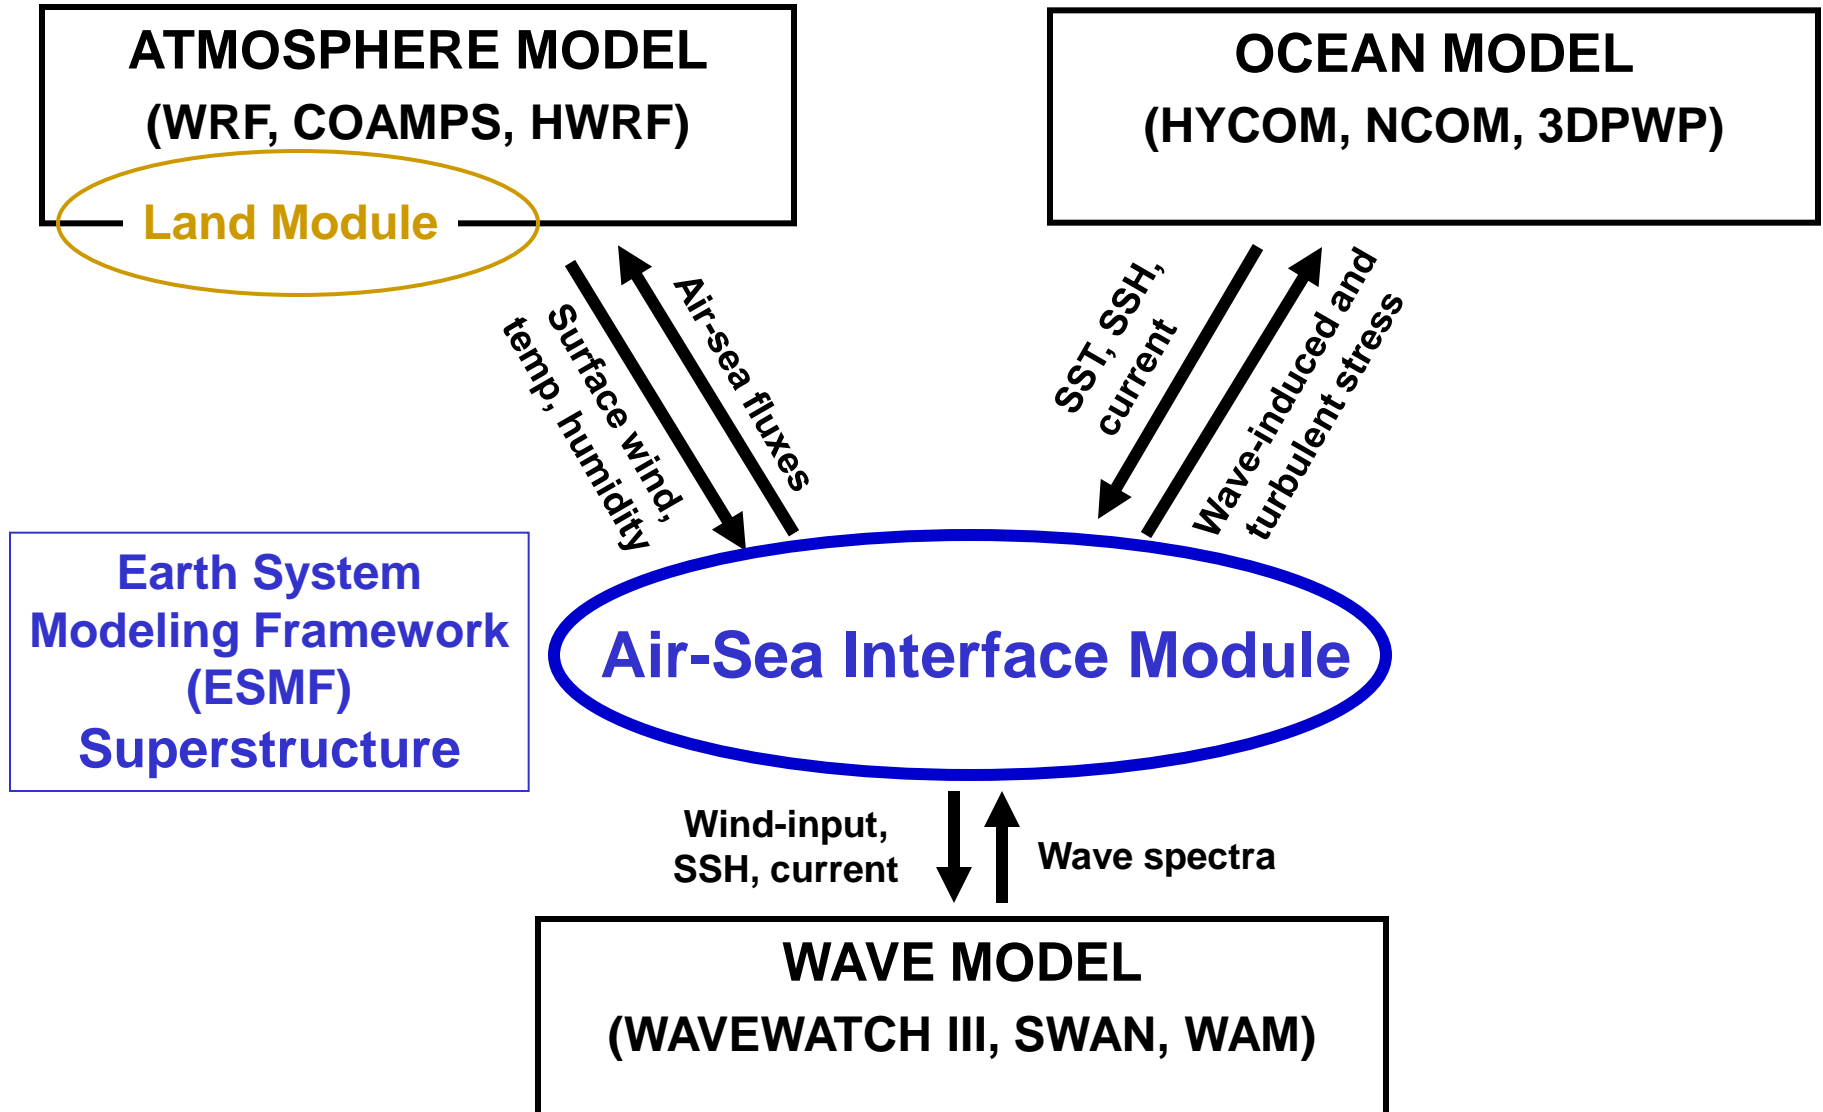 ATMOSPHERE MODEL
(WRF, COAMPS, HWRF)
Land Module
OCEAN MODEL
(HYCOM, NCOM, 3DPWP)
Surface wind,
temp, humidity
Air-sea fluxes
SST, SSH,
current
Wave-induced and
turbulent stress
Earth System
Modeling Framework
(ESMF)
Superstructure
Air-Sea Interface Module
Wind-input,
SSH, current
Wave spectra
WAVE MODEL
(WAVEWATCH III, SWAN, WAM)